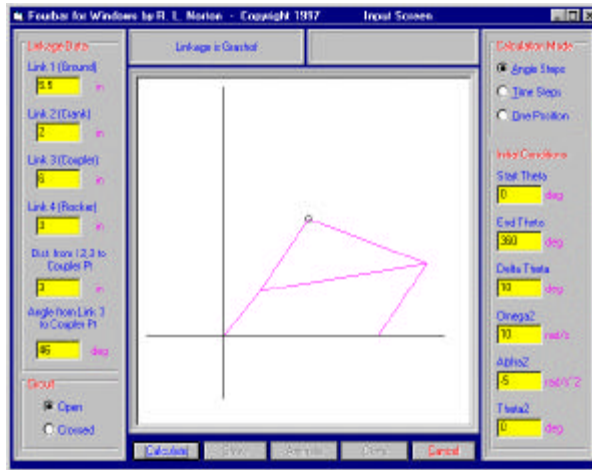 Fourbar for Windows by R. L. Norton - Copyright 1997 Input Screen
Linkage Data
Link 1 (Ground)
5.5 in
Link 2 (Crank)
2 in
Link 3 (Coupler)
6 in
Link 4 (Rocker)
3 in
Dist from I2,3 to
Coupler Pt
3 in
Angle from Link 3
to Coupler Pt
deg
Circuit
Open
Crossed
Linkage is Grashof
Calculate
Animate
Cancel
Calculation Mode
Angle Steps
Time Steps
One Position
Initial Conditions
Start Theta
0 deg
End Theta
360 deg
Delta Theta
10 deg
Omega2
10 rad/s
Alpha2
-5 rad/s^2
Theta2
0 deg